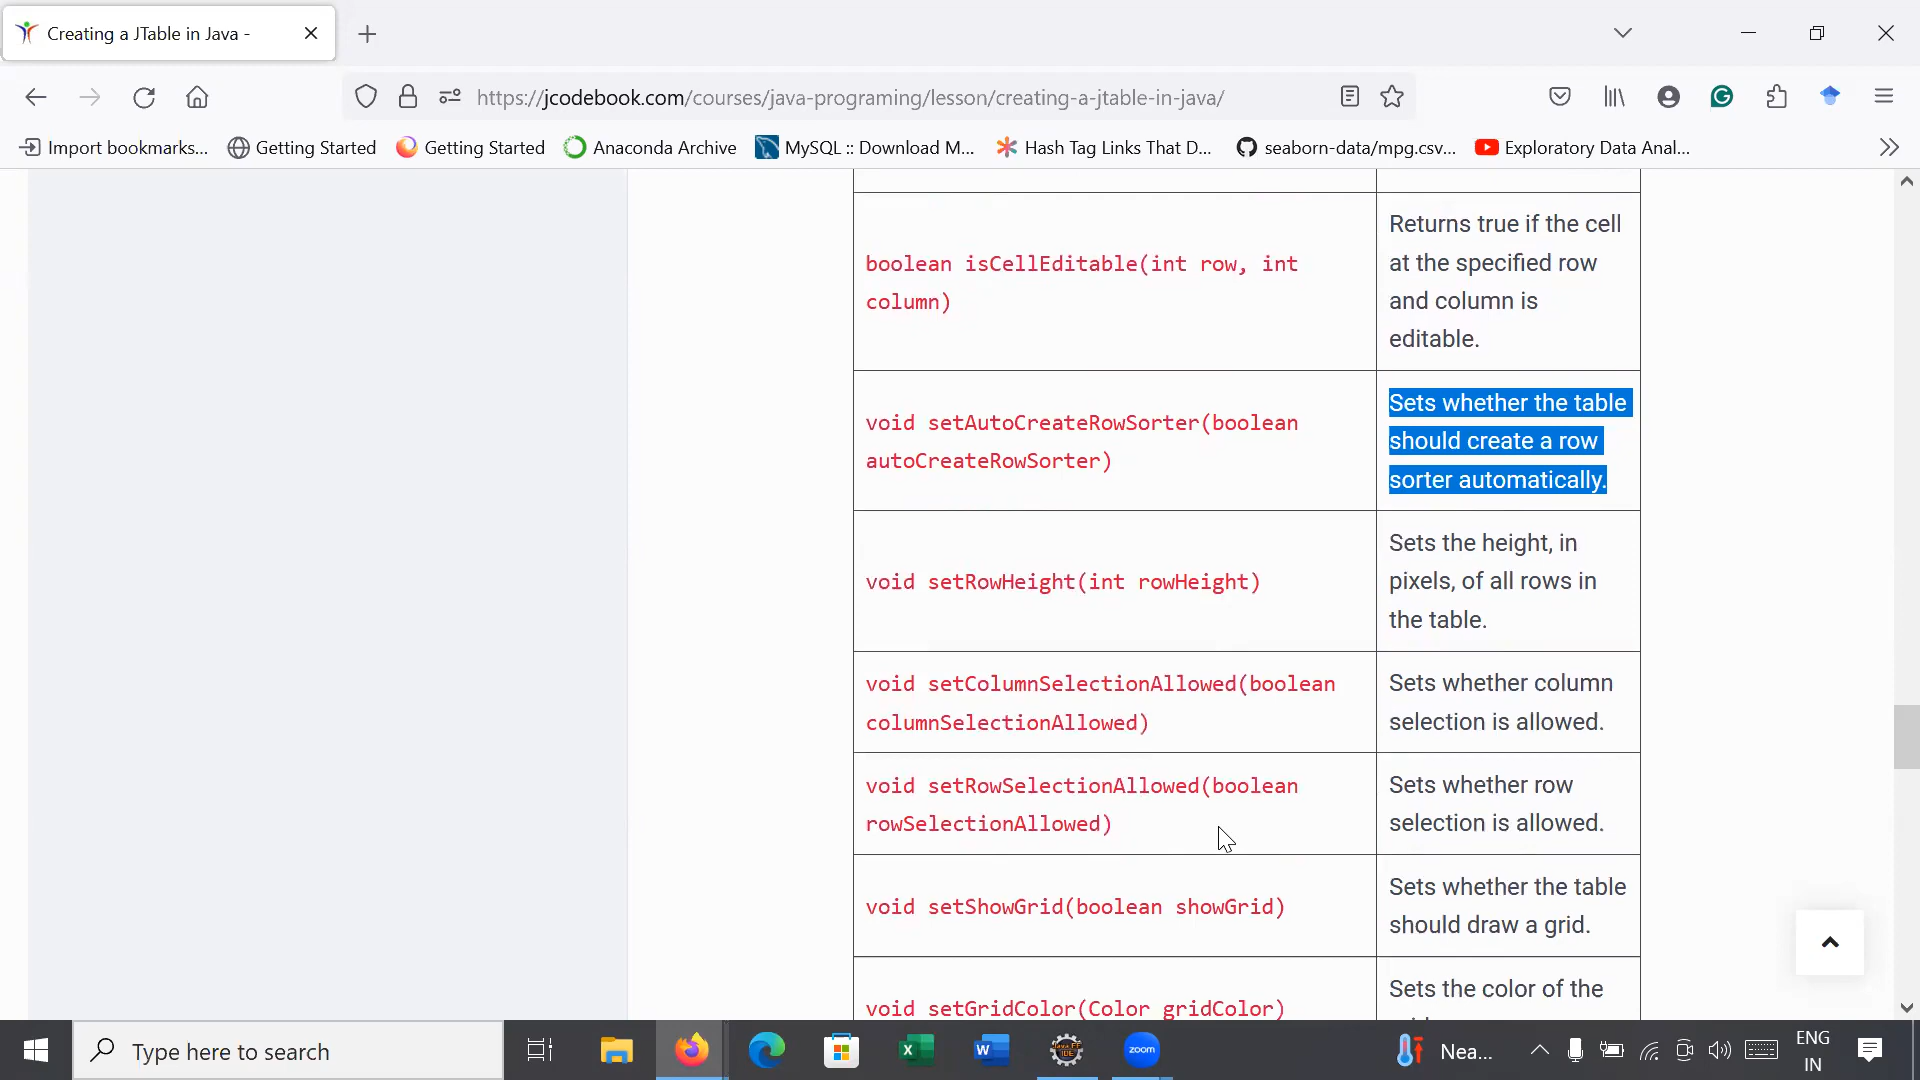 Creating a JTable in Java -
https://jcodebook.com/courses/java-programing/lesson/creating-a-jtable-in-java/
Import bookmarks...
Getting Started
Getting Started
Anaconda Archive
MySQL :: Download M...
Hash Tag Links That D...
seaborn-data/mpg.csv...
Exploratory Data Anal...
boolean isCellEditable(int row, int
column)
Returns true if the cell
at the specified row
and column is
editable.
void setAutoCreateRowSorter(boolean
autoCreateRowSorter)
Sets whether the table
should create a row
sorter automatically.
void setRowHeight(int rowHeight)
Sets the height, in
pixels, of all rows in
the table.
void setColumnSelectionAllowed(boolean
columnSelectionAllowed)
Sets whether column
selection is allowed.
void setRowSelectionAllowed(boolean
rowSelectionAllowed)
Sets whether row
selection is allowed.
void setShowGrid(boolean showGrid)
Sets whether the table
should draw a grid.
void setGridColor(Color gridColor)
Sets the color of the
Type here to search
zoom
Nea...
ENG
IN